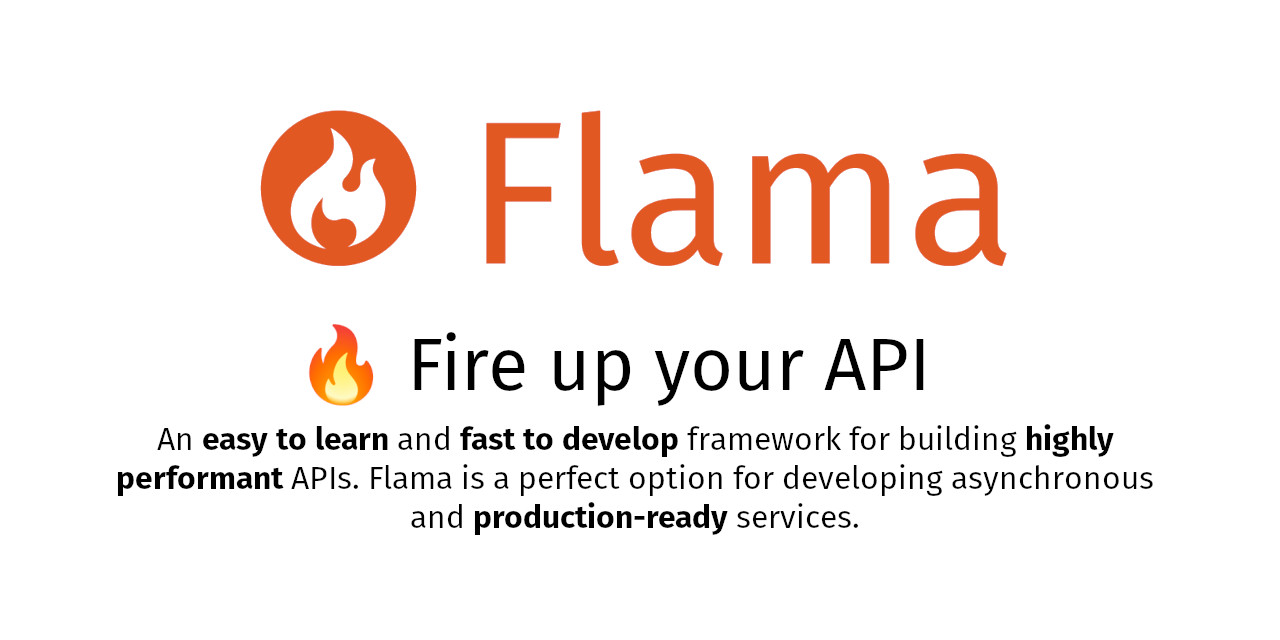 Flama
🔥 Fire up your API
An easy to learn and fast to develop framework for building highly
performant APIs. Flama is a perfect option for developing asynchronous
and production-ready services.